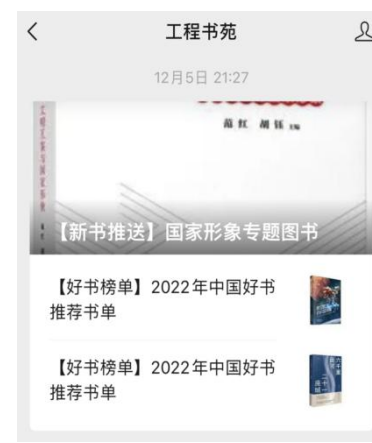 工程书苑
12月5日 21:27
范红 胡钰 主编
【新书推送】国家形象专题图书
【好书榜单】2022年中国好书
推荐书单
【好书榜单】2022年中国好书
推荐书单